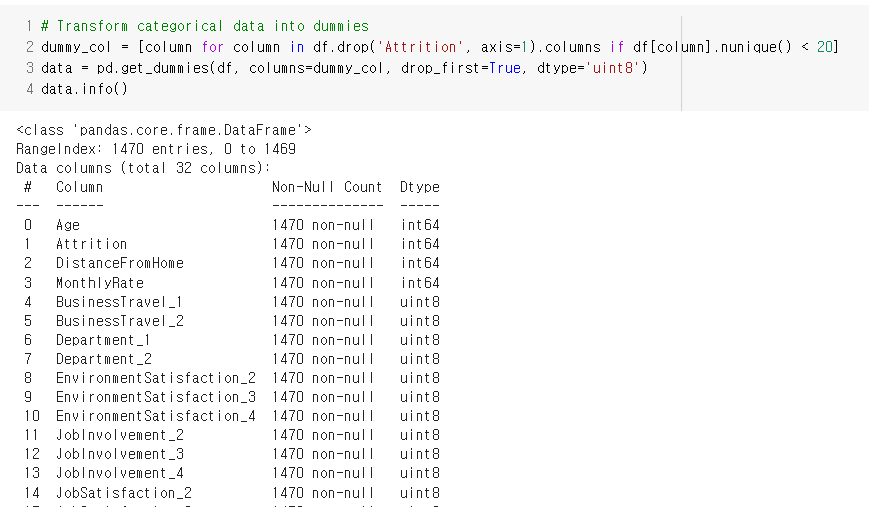 1 # Transform categorical data into dummies
2 dummy_col = [column for column in df.drop('Attrition', axis=1).columns if df[column].nunique() < 20]
3 data = pd.get_dummies(df, columns=dummy_col, drop_first=True, dtype='uint8')
4 data.info()
<class 'pandas.core.frame.DataFrame'>
RangeIndex: 1470 entries, 0 to 1469
Data columns (total 32 columns):
# Column Non-Null Count Dtype
--- ------ -------------- -----
0 Age 1470 non-null int64
1 Attrition 1470 non-null int64
2 DistanceFromHome 1470 non-null int64
3 MonthlyRate 1470 non-null int64
4 BusinessTravel_1 1470 non-null uint8
5 BusinessTravel_2 1470 non-null uint8
6 Department_1 1470 non-null uint8
7 Department_2 1470 non-null uint8
8 EnvironmentSatisfaction_2 1470 non-null uint8
9 EnvironmentSatisfaction_3 1470 non-null uint8
10 EnvironmentSatisfaction_4 1470 non-null uint8
11 JobInvolvement_2 1470 non-null uint8
12 JobInvolvement_3 1470 non-null uint8
13 JobInvolvement_4 1470 non-null uint8
14 JobSatisfaction_2 1470 non-null uint8